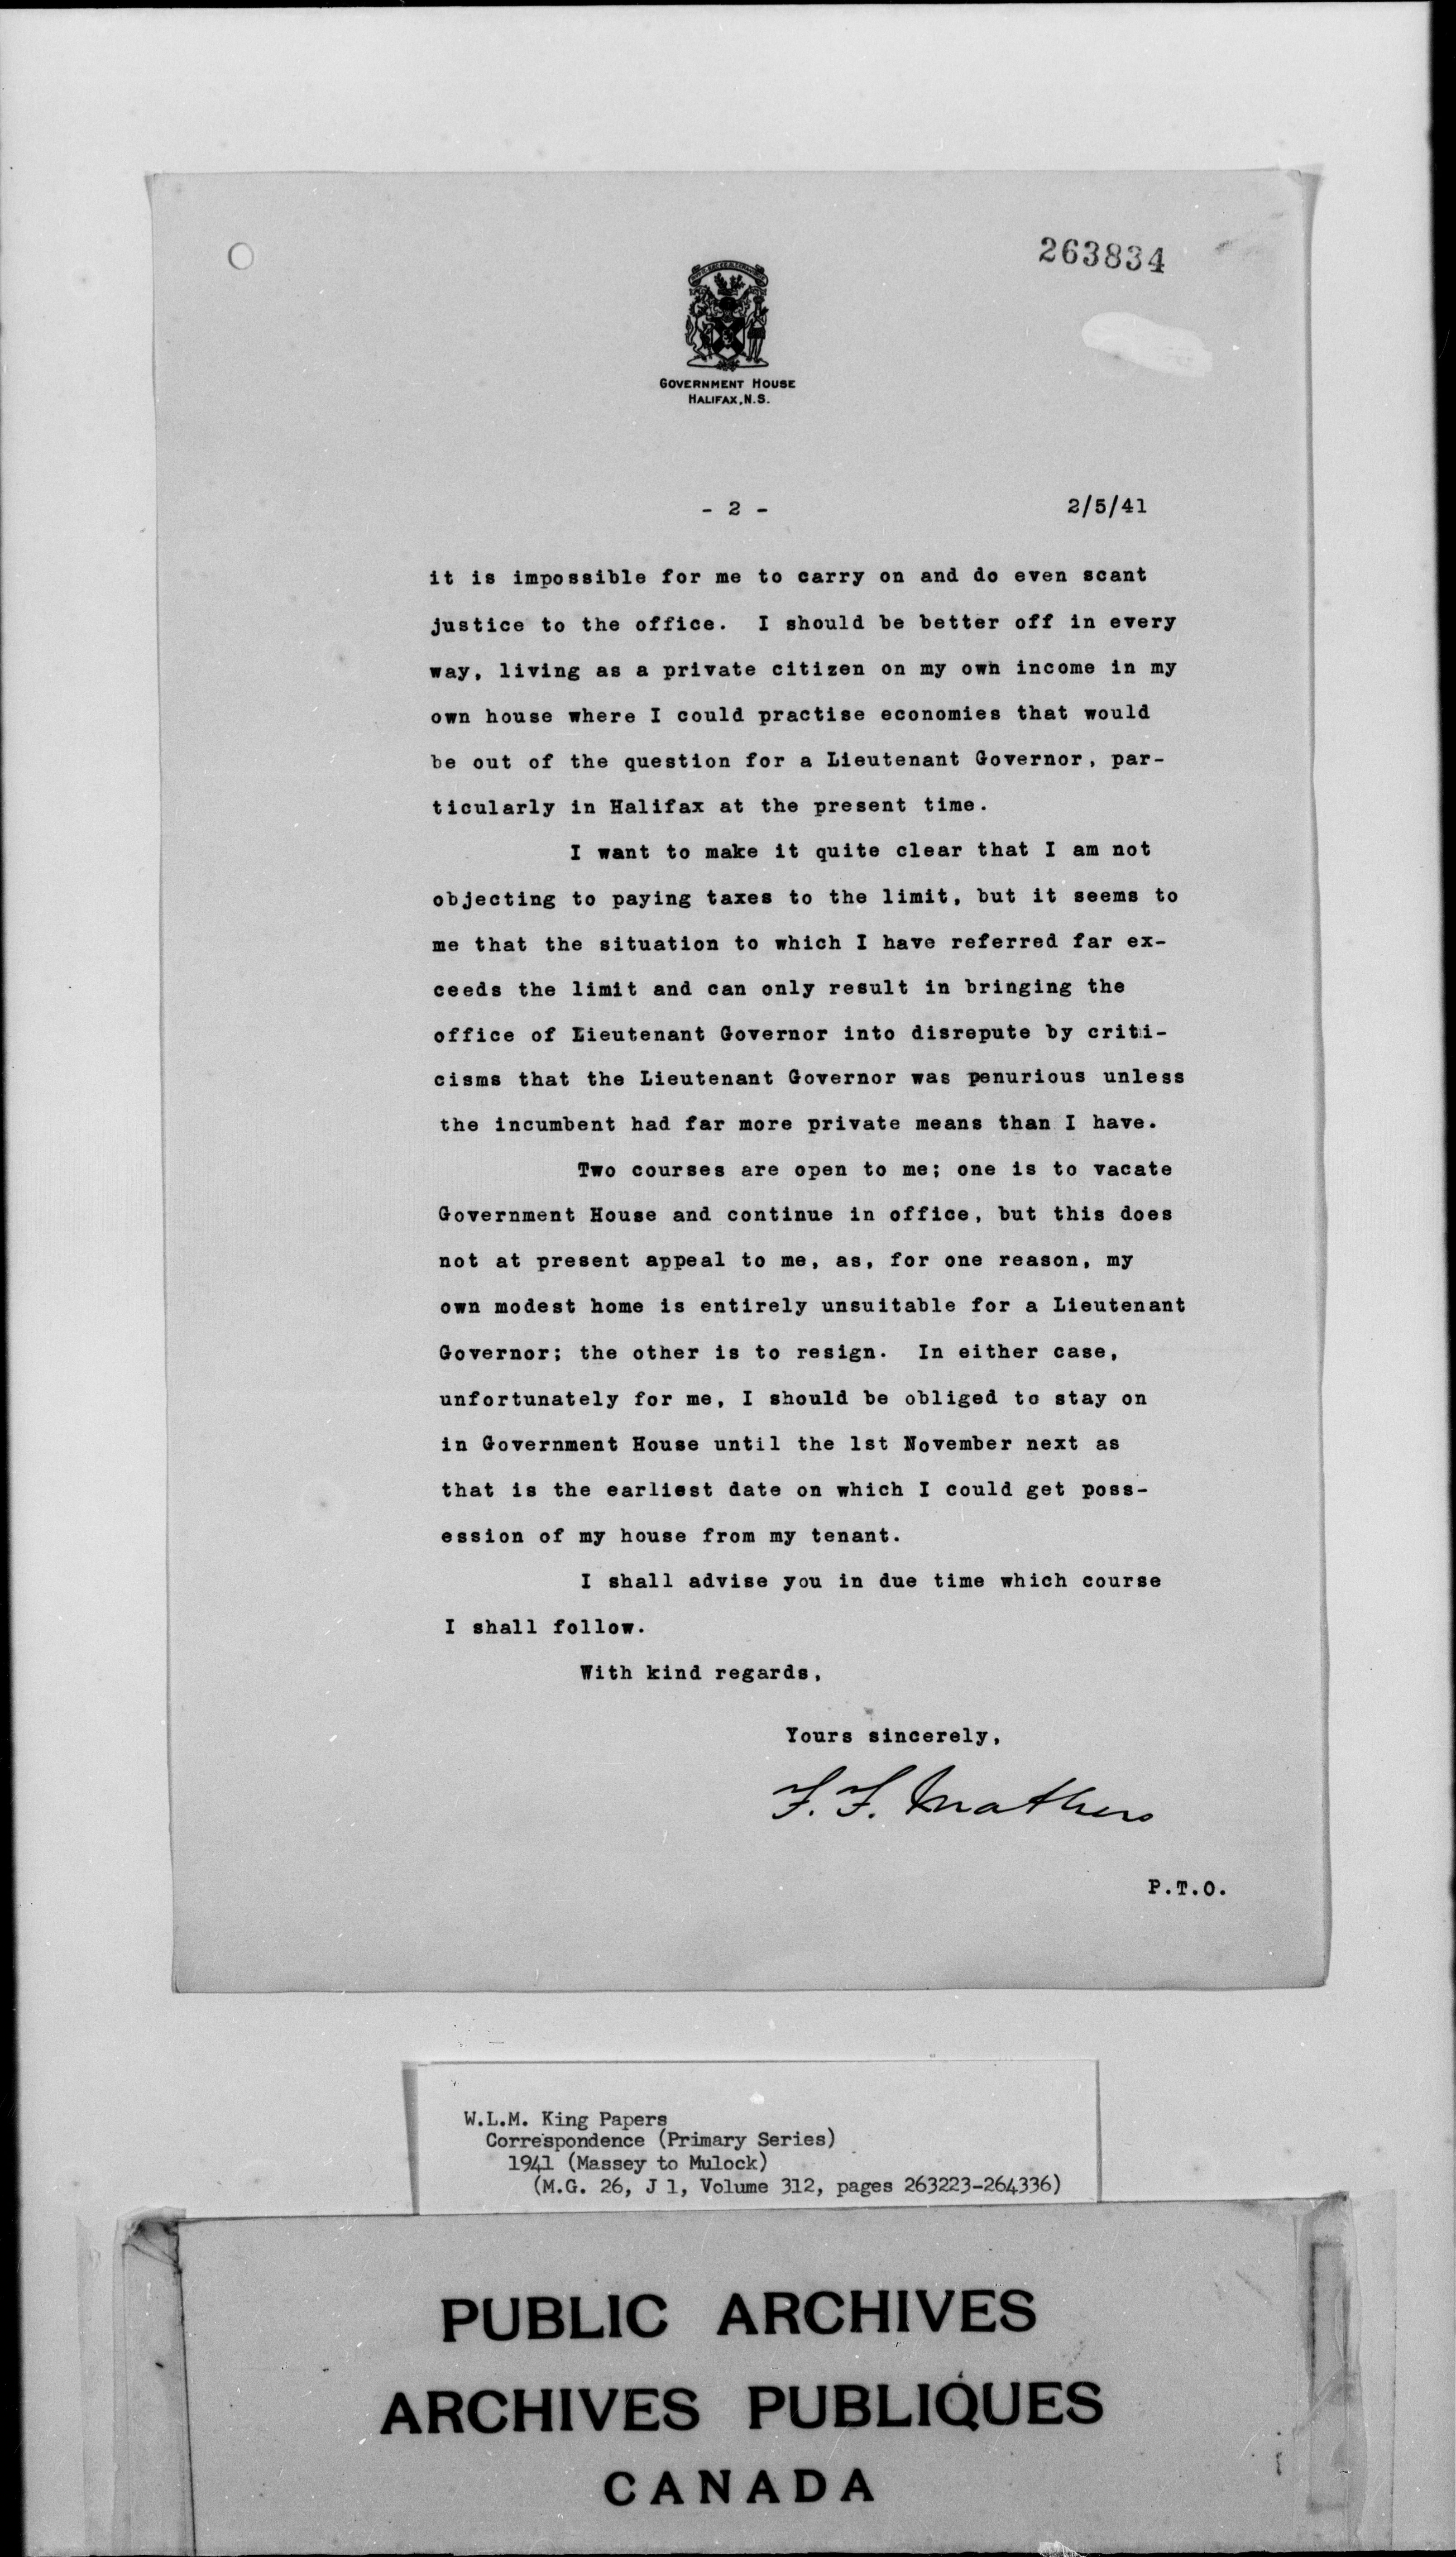 263834
GOVERNMENT HOUSE
HALIFAX, N.S.
- 2 - 2/5/41
it is impossible for me to carry on and do even scant
justice to the office. I should be better off in every
way, living as a private citizen on my own income in my
own house where I could practise economies that would
be out of the question for a Lieutenant Governor, par-
ticularly in Halifax at the present time.
I want to make it quite clear that I am not
objecting to paying taxes to the limit, but it seems to
me that the situation to which I have referred far ex-
ceeds the limit and can only result in bringing the
office of Lieutenant Governor into disrepute by criti-
cisms that the Lieutenant Governor was penurious unless
the incumbent had far more private means than I have.
Two courses are open to me; one is to vacate
Government House and continue in office, but this does
not at present appeal to me, as, for one reason, my
own modest home is entirely unsuitable for a Lieutenant
Governor; the other is to resign. In either case,
unfortunately for me, I should be obliged to stay on
in Government House until the 1st November next as
that is the earliest date on which I could get poss-
ession of my house from my tenant.
I shall advise you in due time which course
I shall follow.
With kind regards,
Yours sincerely,
F. F. Mathers
P.T.O.
W.L.M. King Papers
Correspondence (Primary Series)
1941 (Massey to Mulock)
(M.G. 26, J 1, Volume 312, pages 263223-264336)
PUBLIC ARCHIVES
ARCHIVES PUBLIQUES
CANADA